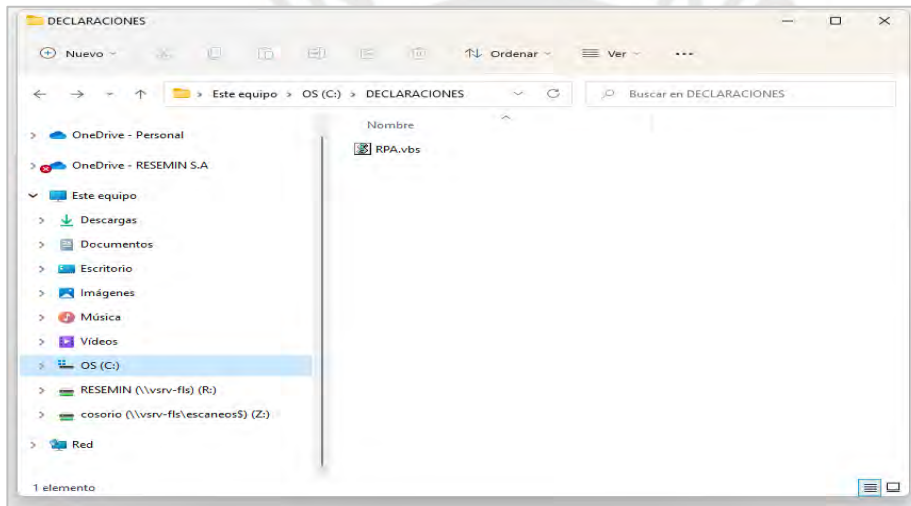 DECLARACIONES
Nuevo
Ordenar
Ver
Este equipo > OS (C:) > DECLARACIONES
Buscar en DECLARACIONES
OneDrive - Personal
OneDrive - RESEMIN S.A
Este equipo
Descargas
Documentos
Escritorio
Imágenes
Música
Vídeos
OS (C:)
RESEMIN (\\vsrv-fls) (R:)
cosorio (\\vsrv-fls\escaneos$) (Z:)
Red
Nombre
RPA.vbs
1 elemento